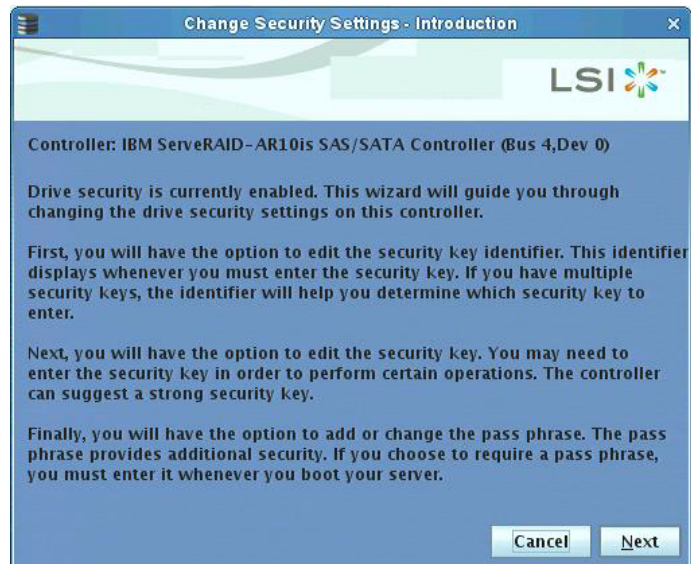 Change Security Settings - Introduction
LSI
Controller: IBM ServeRAID-AR10is SAS/SATA Controller (Bus 4,Dev 0)
Drive security is currently enabled. This wizard will guide you through
changing the drive security settings on this controller.
First, you will have the option to edit the security key identifier. This identifier
displays whenever you must enter the security key. If you have multiple
security keys, the identifier will help you determine which security key to
enter.
Next, you will have the option to edit the security key. You may need to
enter the security key in order to perform certain operations. The controller
can suggest a strong security key.
Finally, you will have the option to add or change the pass phrase. The pass
phrase provides additional security. If you choose to require a pass phrase,
you must enter it whenever you boot your server.
Cancel Next